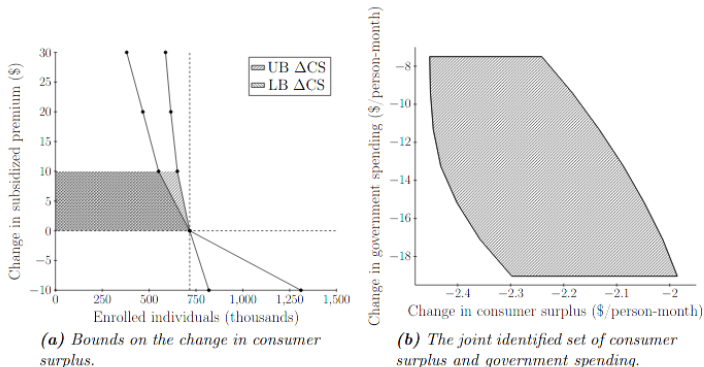 30
20
10
5
0
−5
−10
0
250
500
750
1,000
1,250
1,500
Change in subsidized premium ($)
Enrolled individuals (thousands)
UB ΔCS
LB ΔCS
(a) Bounds on the change in consumer
surplus.
−8
−10
−12
−14
−16
−18
−2.4
−2.3
−2.2
−2.1
−2
Change in government spending ($/person-month)
Change in consumer surplus ($/person-month)
(b) The joint identified set of consumer
surplus and government spending.